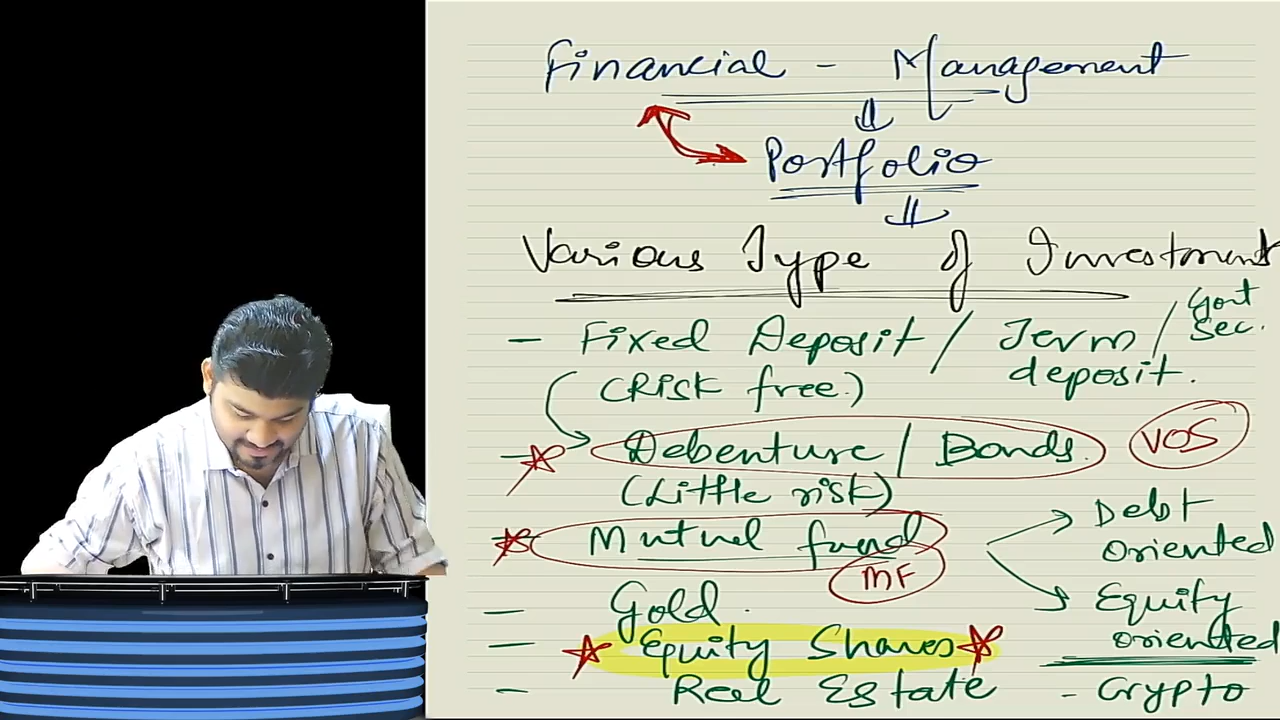 Financial - Management
Portfolio
Various Type of Investment
- Fixed Deposit / Term deposit. / Govt Sec.
(Risk free.)
- Debenture / Bonds. VOS
(Little risk)
- Mutual fund
MF
Debt oriented
Equity oriented
- Gold.
- Equity Shares
- Real Estate - Crypto